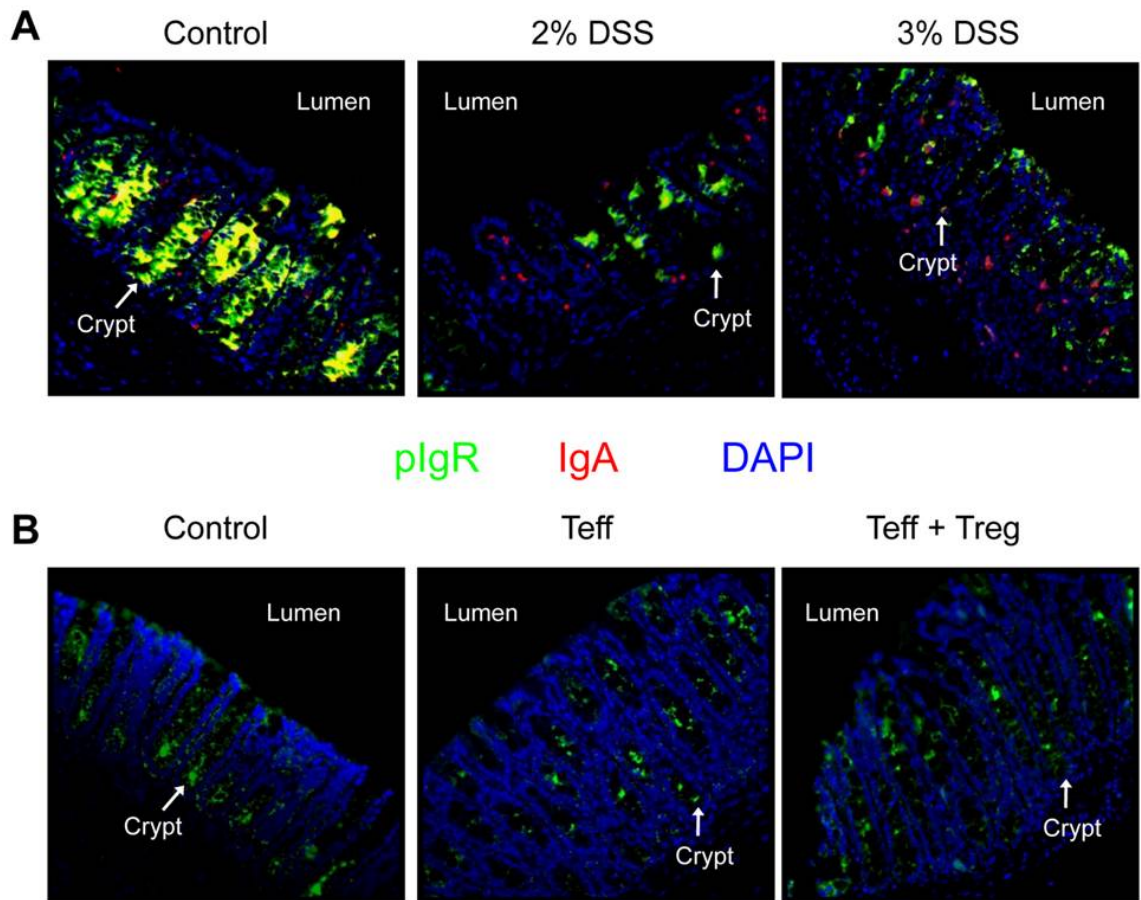 A
Control
2% DSS
3% DSS
Lumen
Lumen
Lumen
Crypt
Crypt
Crypt
pIgR IgA DAPI
B
Control
Teff
Teff + Treg
Lumen
Lumen
Lumen
Crypt
Crypt
Crypt